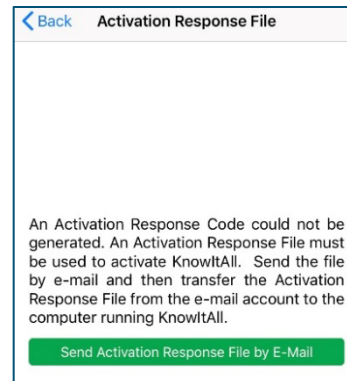 Back Activation Response File
An Activation Response Code could not be
generated. An Activation Response File must
be used to activate KnowItAll. Send the file
by e-mail and then transfer the Activation
Response File from the e-mail account to the
computer running KnowItAll.
Send Activation Response File by E-Mail